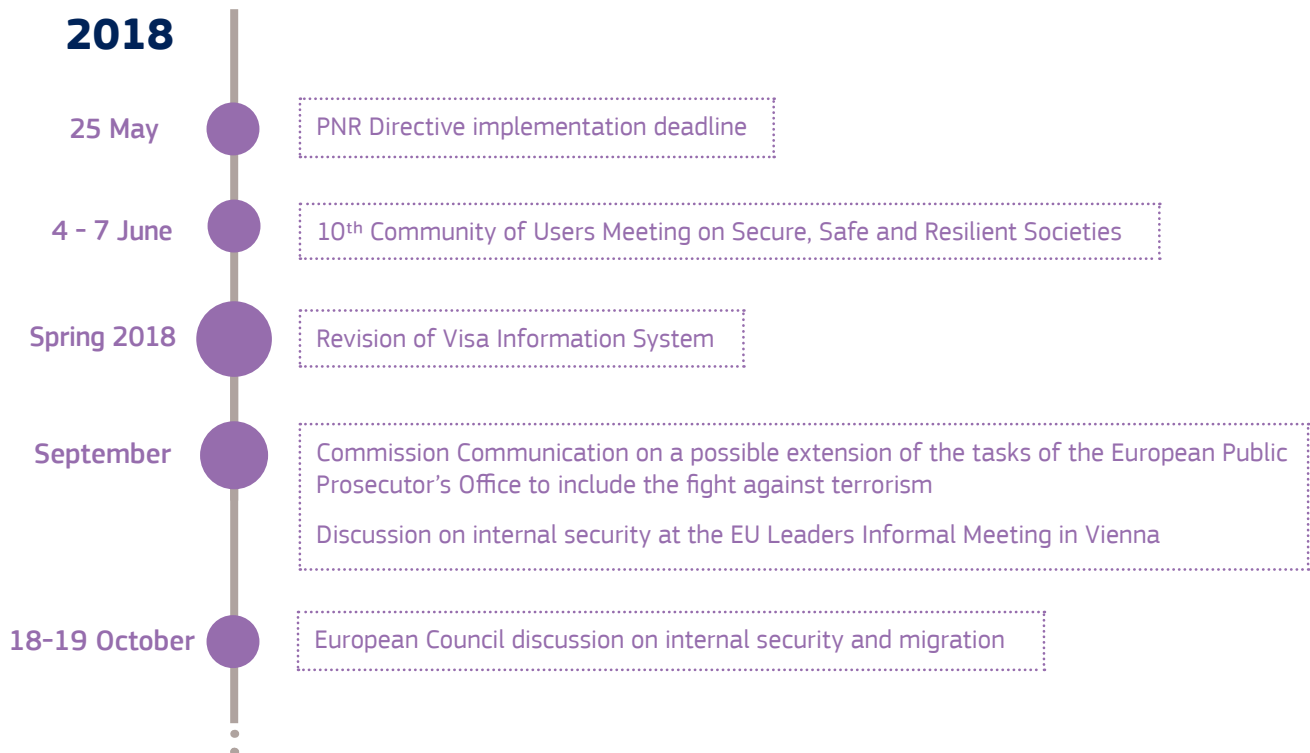 2018
25 May
PNR Directive implementation deadline
4 - 7 June
10th Community of Users Meeting on Secure, Safe and Resilient Societies
Spring 2018
Revision of Visa Information System
September
Commission Communication on a possible extension of the tasks of the European Public
Prosecutor's Office to include the fight against terrorism
Discussion on internal security at the EU Leaders Informal Meeting in Vienna
18-19 October
European Council discussion on internal security and migration